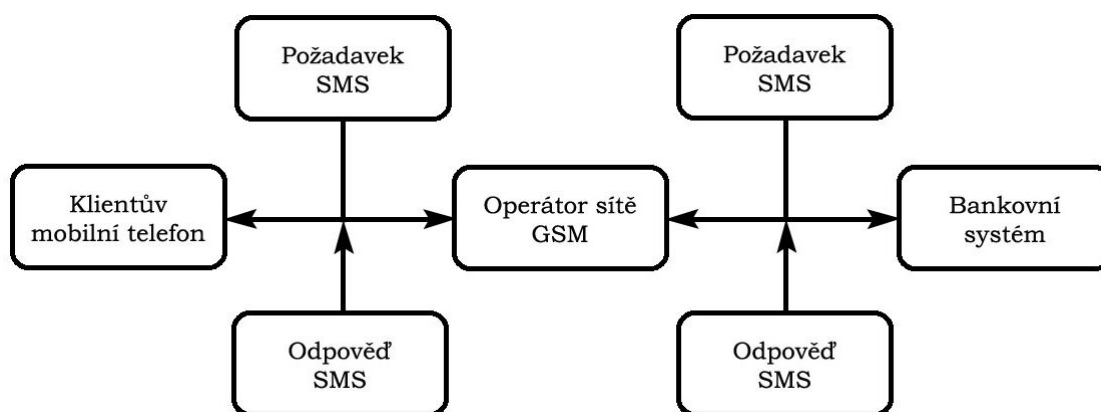 Požadavek
SMS
Požadavek
SMS
Klientův
mobilní telefon
Operátor sítě
GSM
Bankovní
systém
Odpověď
SMS
Odpověď
SMS